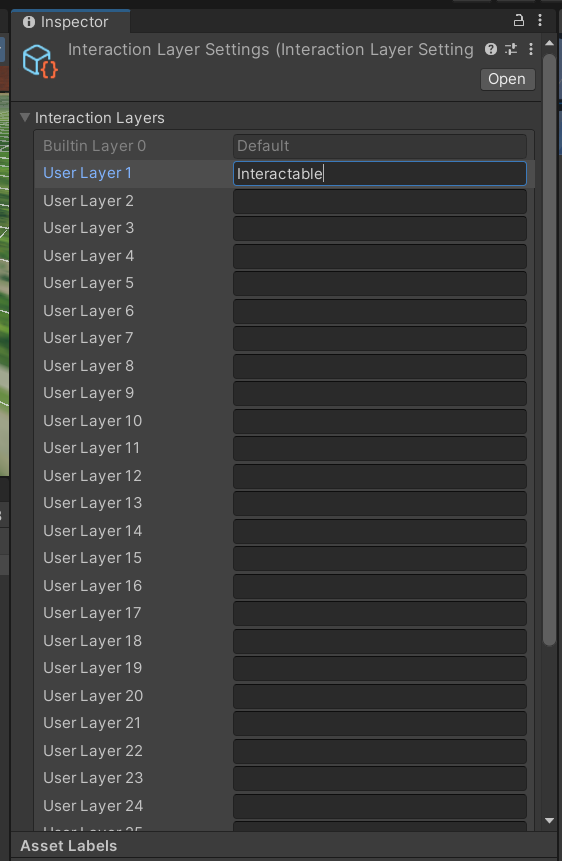 Inspector
Interaction Layer Settings (Interaction Layer Setting
Open
Interaction Layers
Builtin Layer 0 Default
User Layer 1 Interactable
User Layer 2
User Layer 3
User Layer 4
User Layer 5
User Layer 6
User Layer 7
User Layer 8
User Layer 9
User Layer 10
User Layer 11
User Layer 12
User Layer 13
User Layer 14
User Layer 15
User Layer 16
User Layer 17
User Layer 18
User Layer 19
User Layer 20
User Layer 21
User Layer 22
User Layer 23
User Layer 24
Asset Labels